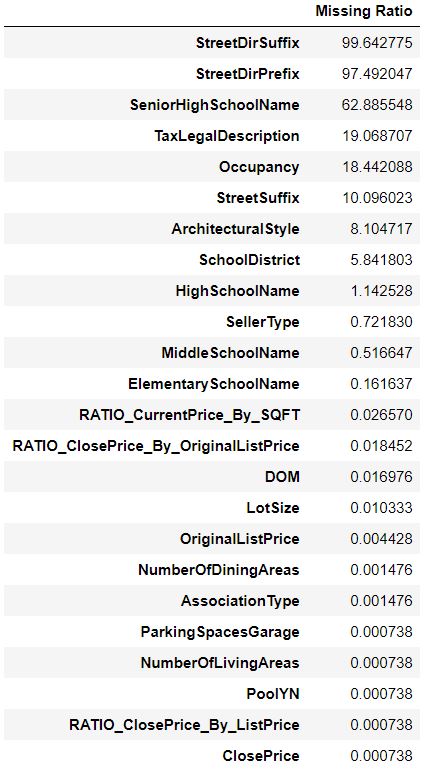 Missing Ratio
StreetDirSuffix 99.642775
StreetDirPrefix 97.492047
SeniorHighSchoolName 62.885548
TaxLegalDescription 19.068707
Occupancy 18.442088
StreetSuffix 10.096023
ArchitecturalStyle 8.104717
SchoolDistrict 5.841803
HighSchoolName 1.142528
SellerType 0.721830
MiddleSchoolName 0.516647
ElementarySchoolName 0.161637
RATIO_CurrentPrice_By_SQFT 0.026570
RATIO_ClosePrice_By_OriginalListPrice 0.018452
DOM 0.016976
LotSize 0.010333
OriginalListPrice 0.004428
NumberOfDiningAreas 0.001476
AssociationType 0.001476
ParkingSpacesGarage 0.000738
NumberOfLivingAreas 0.000738
PoolYN 0.000738
RATIO_ClosePrice_By_ListPrice 0.000738
ClosePrice 0.000738